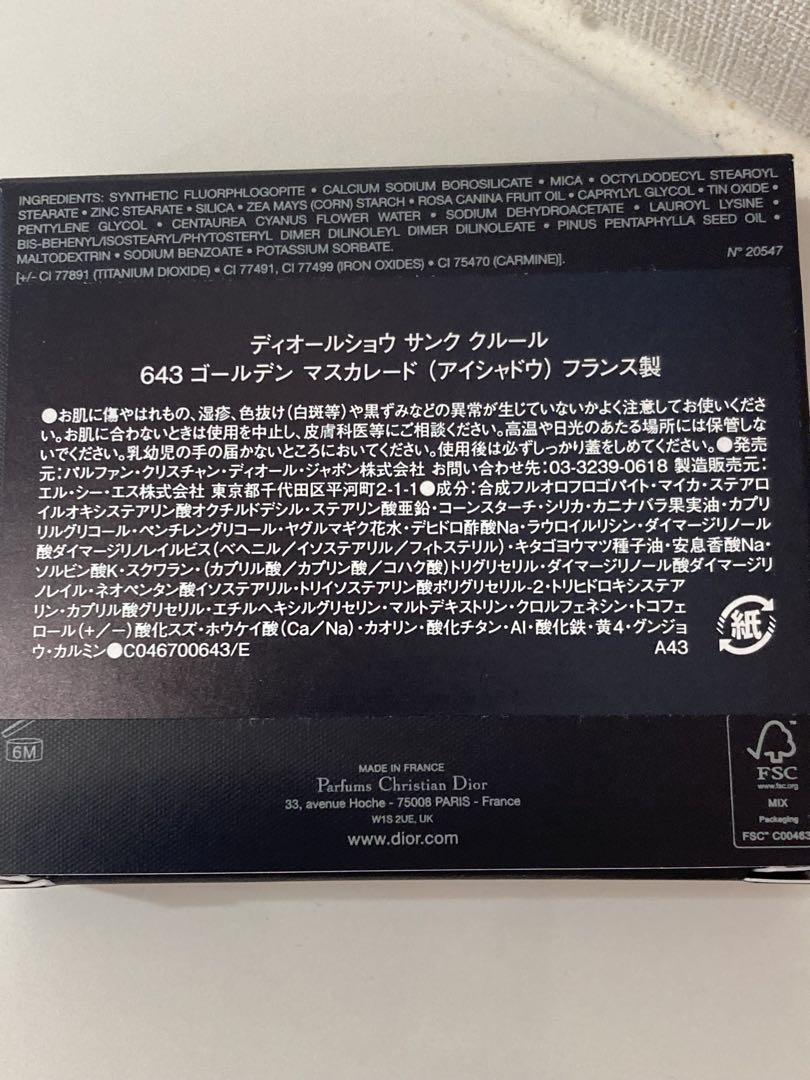 INGREDIENTS: SYNTHETIC FLUORPHLOGOPITE • CALCIUM SODIUM BOROSILICATE • MICA • OCTYLDODECYL STEAROYL
STEARATE • ZINC STEARATE • SILICA • ZEA MAYS (CORN) STARCH • ROSA CANINA FRUIT OIL • CAPRYLYL GLYCOL • TIN OXIDE •
PENTYLENE GLYCOL • CENTAUREA CYANUS FLOWER WATER • SODIUM DEHYDROACETATE • LAUROYL LYSINE •
BIS-BEHENYL/ISOSTEARYL/PHYTOSTERYL DIMER DILINOLEYL DIMER DILINOLEATE • PINUS PENTAPHYLLA SEED OIL •
MALTODEXTRIN • SODIUM BENZOATE • POTASSIUM SORBATE.
[+/- CI 77891 (TITANIUM DIOXIDE) • CI 77491, CI 77499 (IRON OXIDES) • CI 75470 (CARMINE)].
N° 20547
ディオールショウ サンク クルール
643 ゴールデン マスカレード (アイシャドウ) フランス製
●お肌に傷やはれもの、湿疹、色抜け(白斑等)や黒ずみなどの異常が生じていないかよく注意してお使いくださ
い。お肌に合わないときは使用を中止し、皮膚科医等にご相談ください。高温や日光のあたる場所には保管しな
いでください。乳幼児の手の届かないところにおいてください。使用後は必ずしっかり蓋をしめてください。●発売
元:パルファン・クリスチャン・ディオール・ジャポン株式会社 お問い合わせ先:03-3239-0618 製造販売元:
エル・シー・エス株式会社 東京都千代田区平河町2-1-1●成分:合成フルオロフロゴパイト・マイカ・ステアロ
イルオキシステアリン酸オクチルドデシル・ステアリン酸亜鉛・コーンスターチ・シリカ・カニナバラ果実油・カプリ
リルグリコール・ペンチレングリコール・ヤグルマギク花水・デヒドロ酢酸Na・ラウロイルリシン・ダイマージリノール
酸ダイマージリノレイルビス(ベヘニル/イソステアリル/フィトステリル)・キタゴヨウマツ種子油・安息香酸Na・
ソルビン酸K・スクワラン・(カプリル酸/カプリン酸/コハク酸)トリグリセリル・ダイマージリノール酸ダイマージリ
ノレイル・ネオペンタン酸イソステアリル・トリイソステアリン酸ポリグリセリル-2・トリヒドロキシステア
リン・カプリル酸グリセリル・エチルヘキシルグリセリン・マルトデキストリン・クロルフェネシン・トコフェ
ロール(+/-)酸化スズ・ホウケイ酸(Ca/Na)・カオリン・酸化チタン・Al・酸化鉄・黄4・グンジョ
ウ・カルミン●C046700643/E
A43
紙
6M
MADE IN FRANCE
Parfums Christian Dior
33, avenue Hoche - 75008 PARIS - France
W1S 2UE, UK
www.dior.com
FSC
www.fsc.org
MIX
Packaging
FSC™ C00463